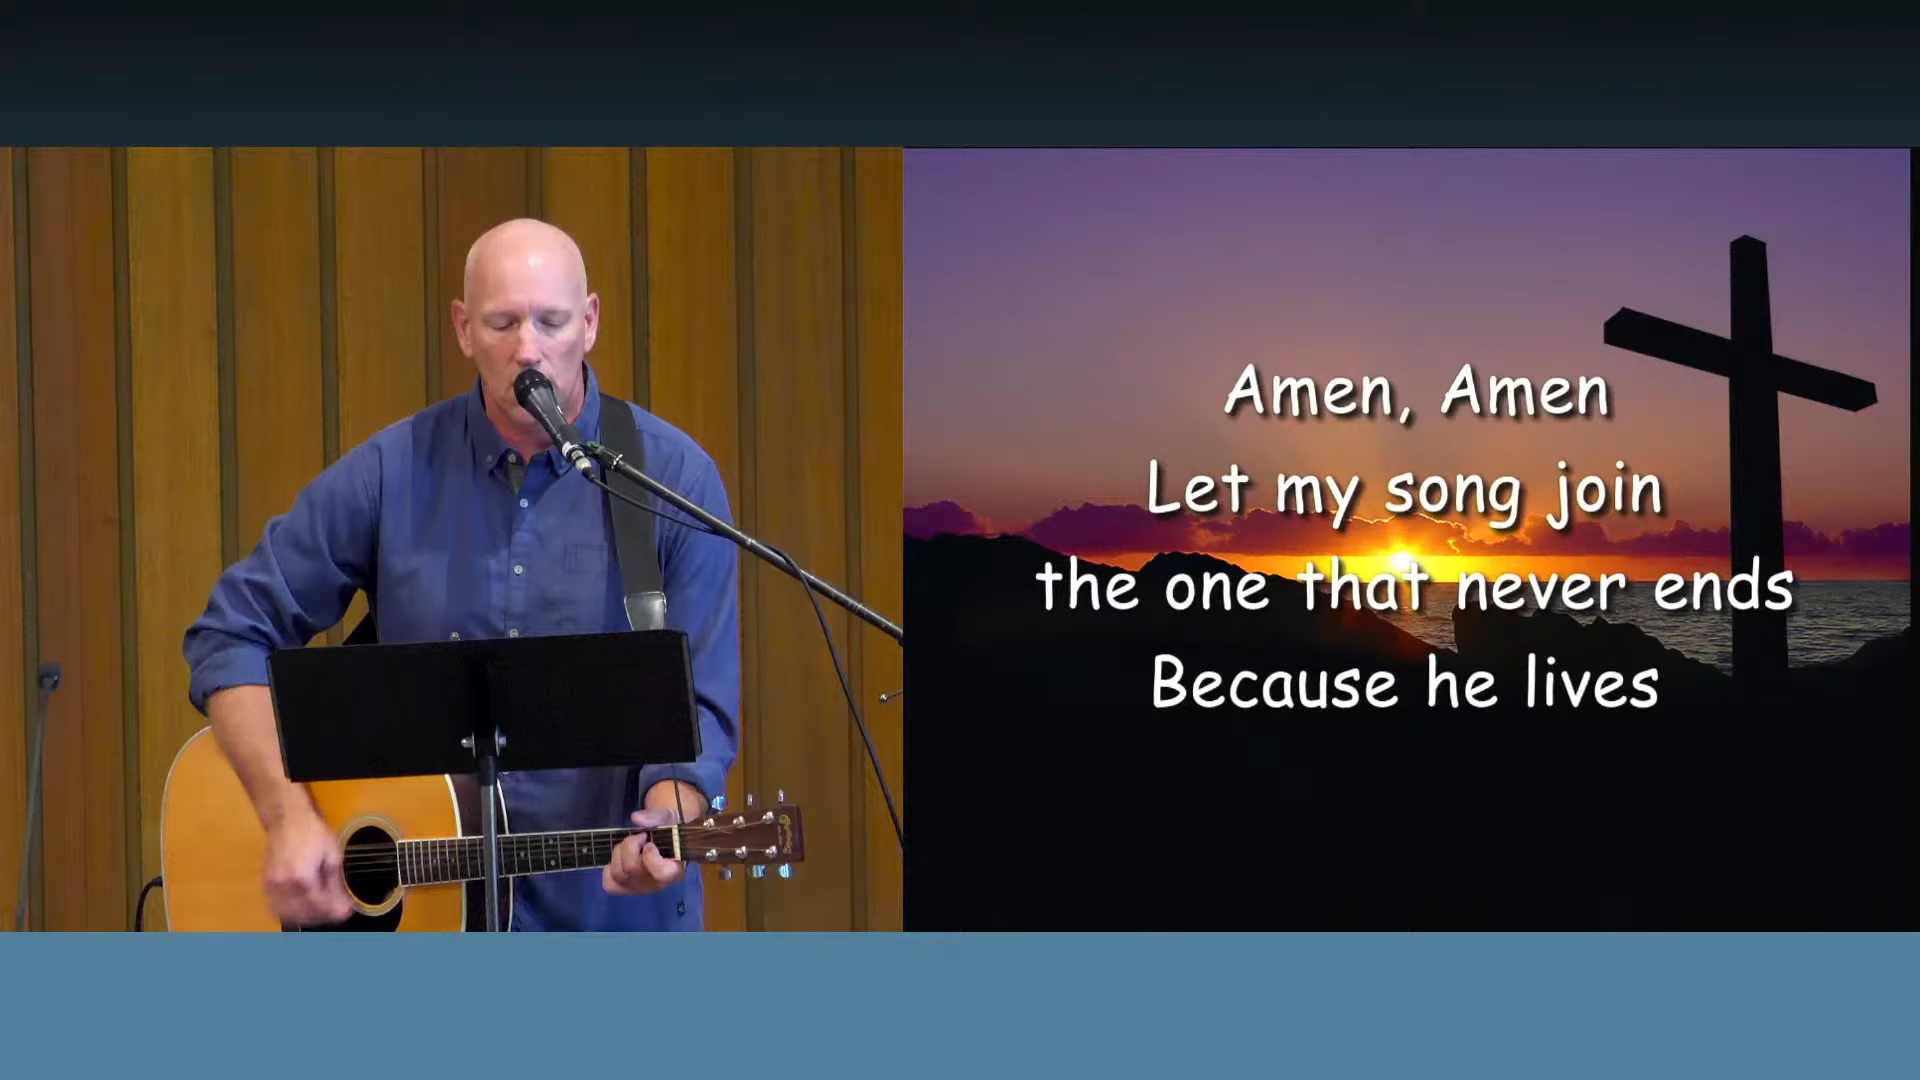 Amen, Amen
Let my song join
the one that never ends
Because he lives